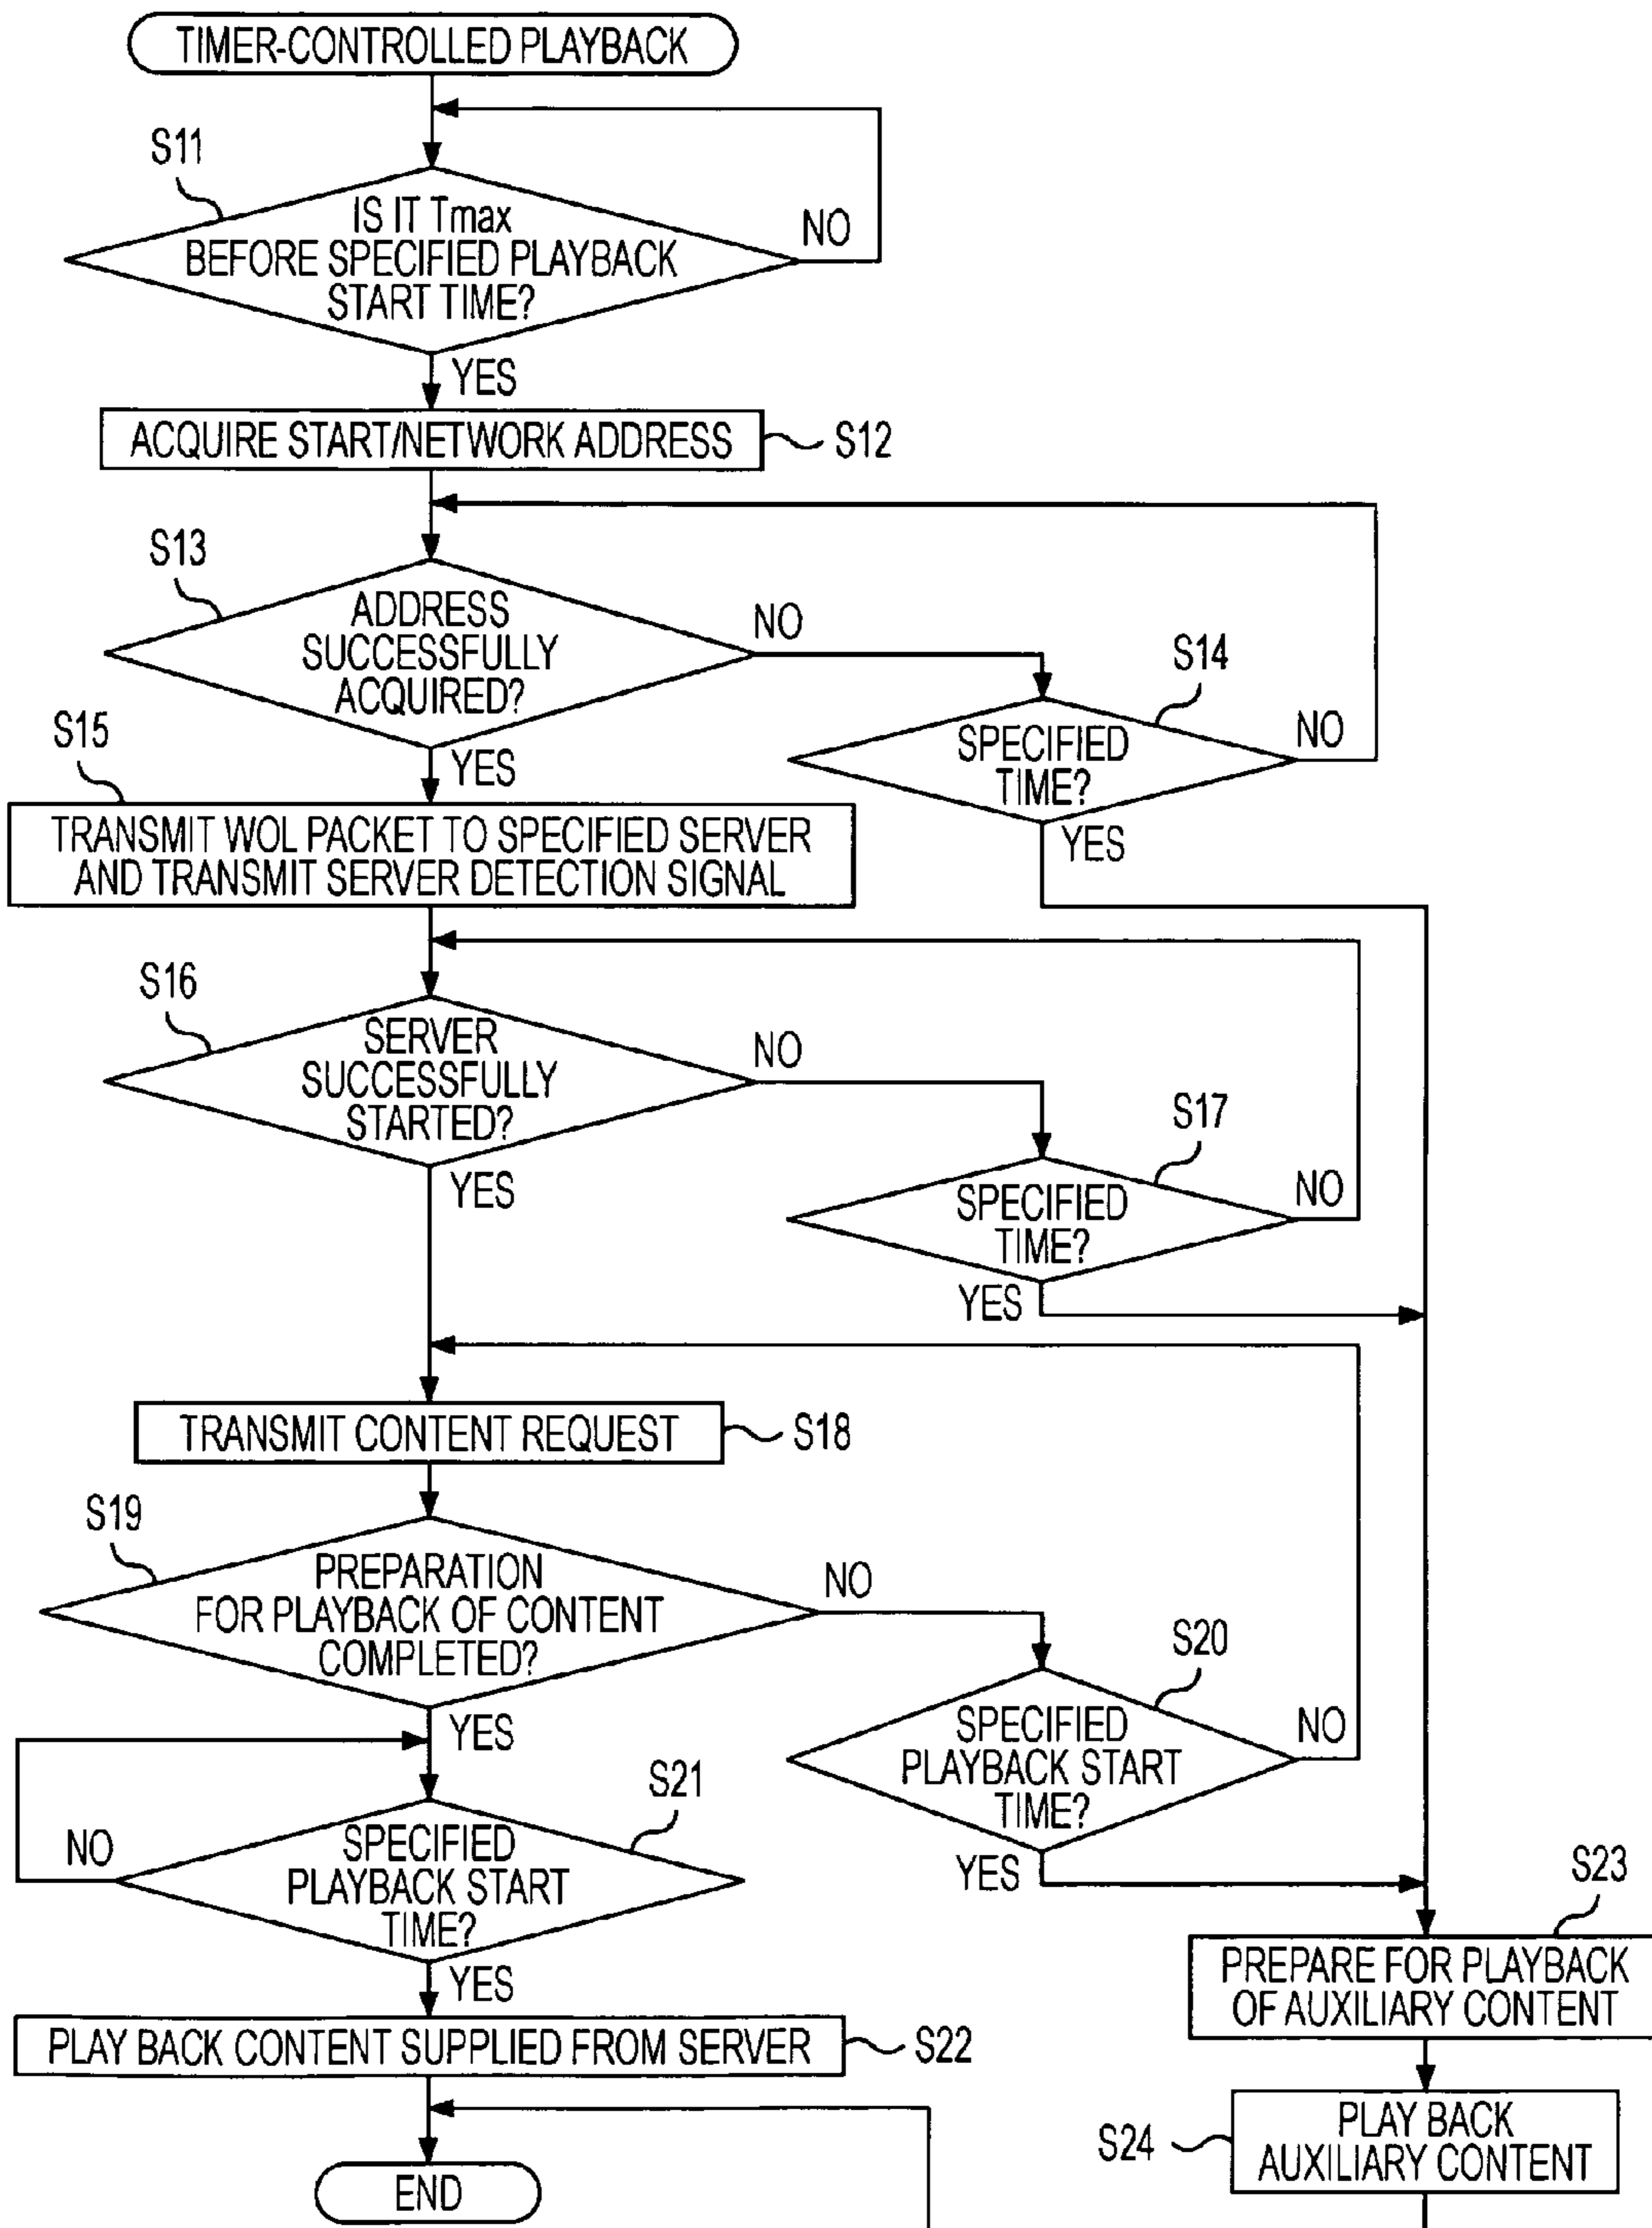 TIMER-CONTROLLED PLAYBACK
S11
IS IT Tmax
BEFORE SPECIFIED PLAYBACK
START TIME?
NO
YES
ACQUIRE START/NETWORK ADDRESS
S12
S13
ADDRESS
SUCCESSFULLY
ACQUIRED?
NO
S14
SPECIFIED
TIME?
NO
YES
YES
S15
TRANSMIT WOL PACKET TO SPECIFIED SERVER
AND TRANSMIT SERVER DETECTION SIGNAL
S16
SERVER
SUCCESSFULLY
STARTED?
NO
S17
SPECIFIED
TIME?
NO
YES
YES
TRANSMIT CONTENT REQUEST
S18
S19
PREPARATION
FOR PLAYBACK OF CONTENT
COMPLETED?
NO
S20
SPECIFIED
PLAYBACK START
TIME?
NO
YES
YES
S21
SPECIFIED
PLAYBACK START
TIME?
NO
YES
PLAY BACK CONTENT SUPPLIED FROM SERVER
S22
S23
PREPARE FOR PLAYBACK
OF AUXILIARY CONTENT
S24
PLAY BACK
AUXILIARY CONTENT
END